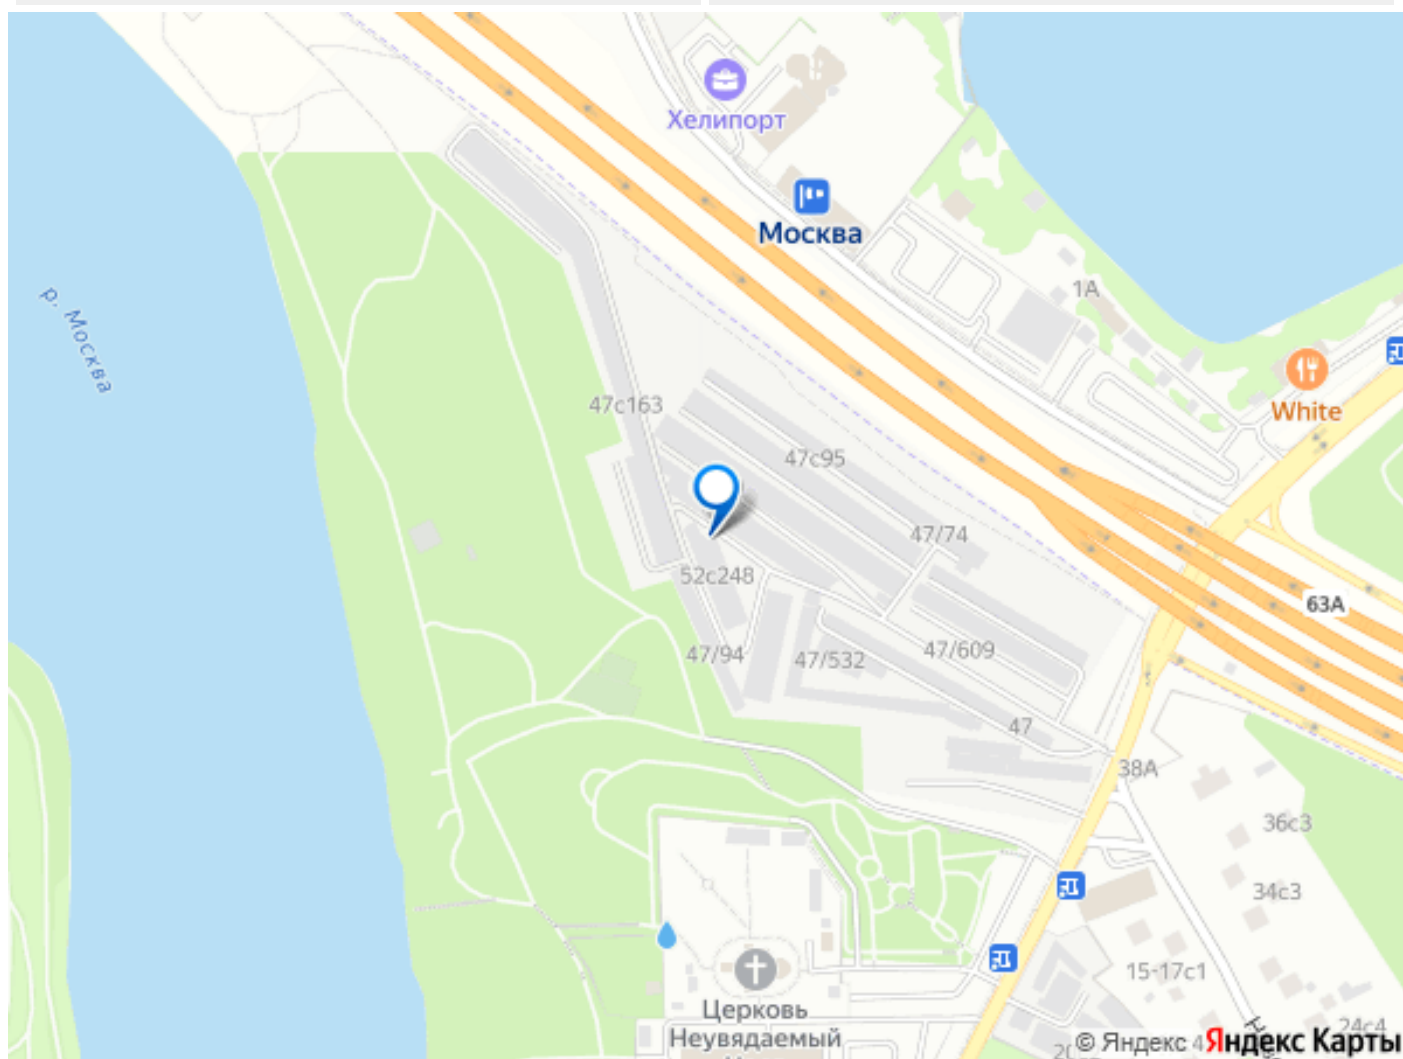 Хелипорт
Москва
р. Москва
1А
47с163
White
47с95
47/74
52с248
63А
47/94
47/532
47/609
47
38А
36с3
34с3
15-17с1
Церковь
Неувядаемый
24с4
© Яндекс
Яндекс Карты